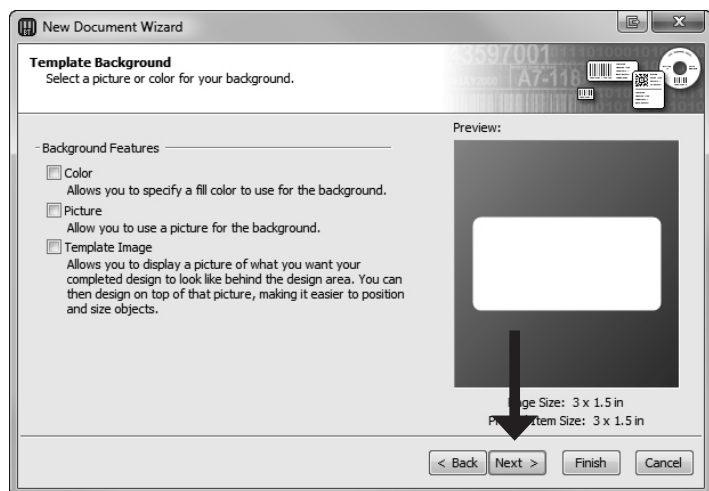 New Document Wizard
Template Background
Select a picture or color for your background.
43597001
A7-118
Preview:
Background Features
Color
Allows you to specify a fill color to use for the background.
Picture
Allow you to use a picture for the background.
Template Image
Allows you to display a picture of what you want your
completed design to look like behind the design area. You can
then design on top of that picture, making it easier to position
and size objects.
Size: 3 x 1.5 in
Item Size: 3 x 1.5 in
< Back Next > Finish Cancel